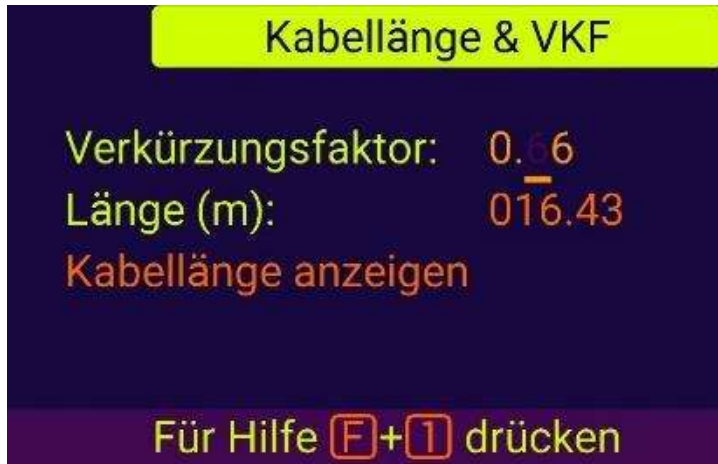 Kabellänge & VKF
Verkürzungsfaktor: 0.66
Länge (m): 016.43
Kabellänge anzeigen
Für Hilfe F+1 drücken